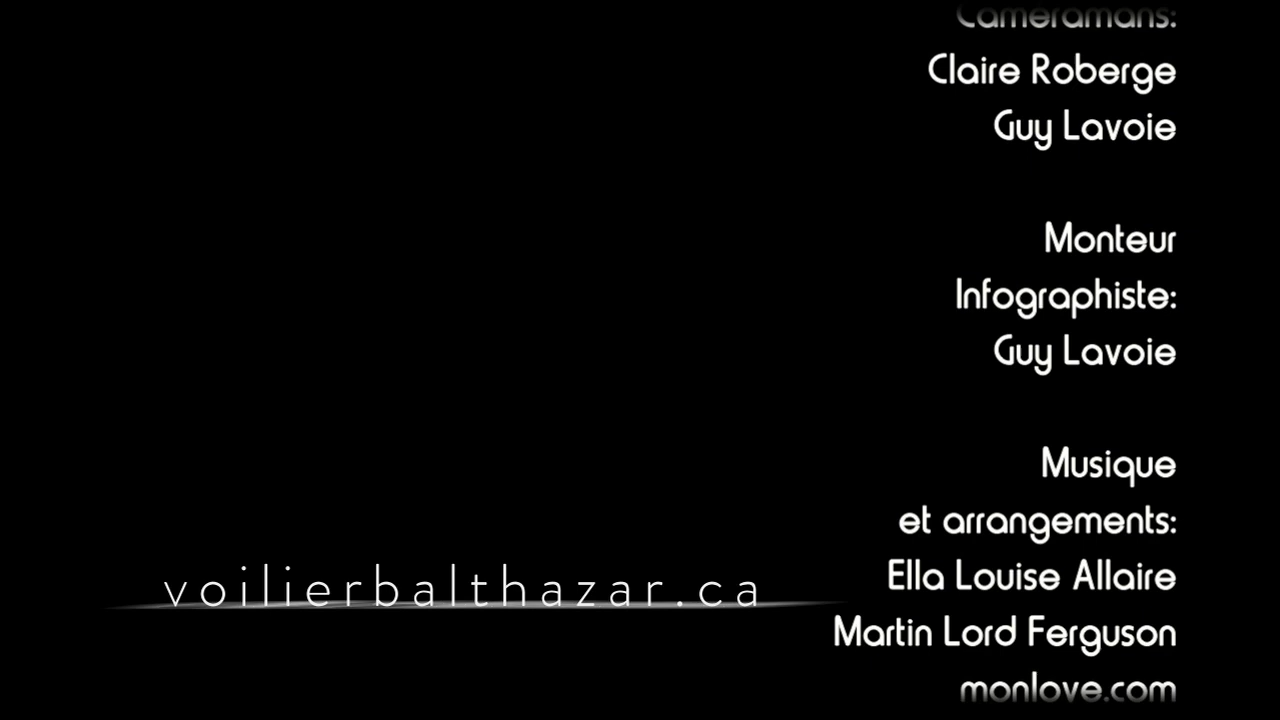 Caméramans:
Claire Roberge
Guy Lavoie
Monteur
Infographiste:
Guy Lavoie
Musique
et arrangements:
Ella Louise Allaire
Martin Lord Ferguson
monlove.com
voilierbalthazar.ca